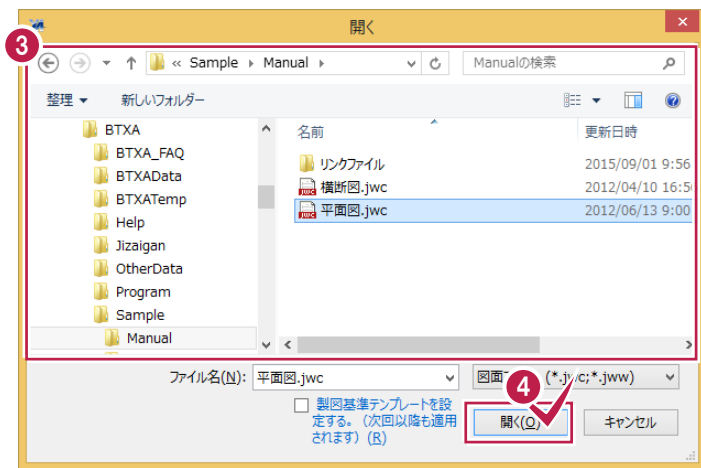 開く
3
« Sample › Manual ›
Manualの検索
整理
新しいフォルダー
BTXA
BTXA_FAQ
BTXAData
BTXATemp
Help
Jizaigan
OtherData
Program
Sample
Manual
名前
更新日時
リンクファイル
2015/09/01 9:56
横断図.jwc
2012/04/10 16:5
平面図.jwc
2012/06/13 9:00
ファイル名(N):
平面図.jwc
(*.jwc;*.jww)
4
製図基準テンプレートを設
定する。（次回以降も適用
されます）(R)
開く(O)
キャンセル